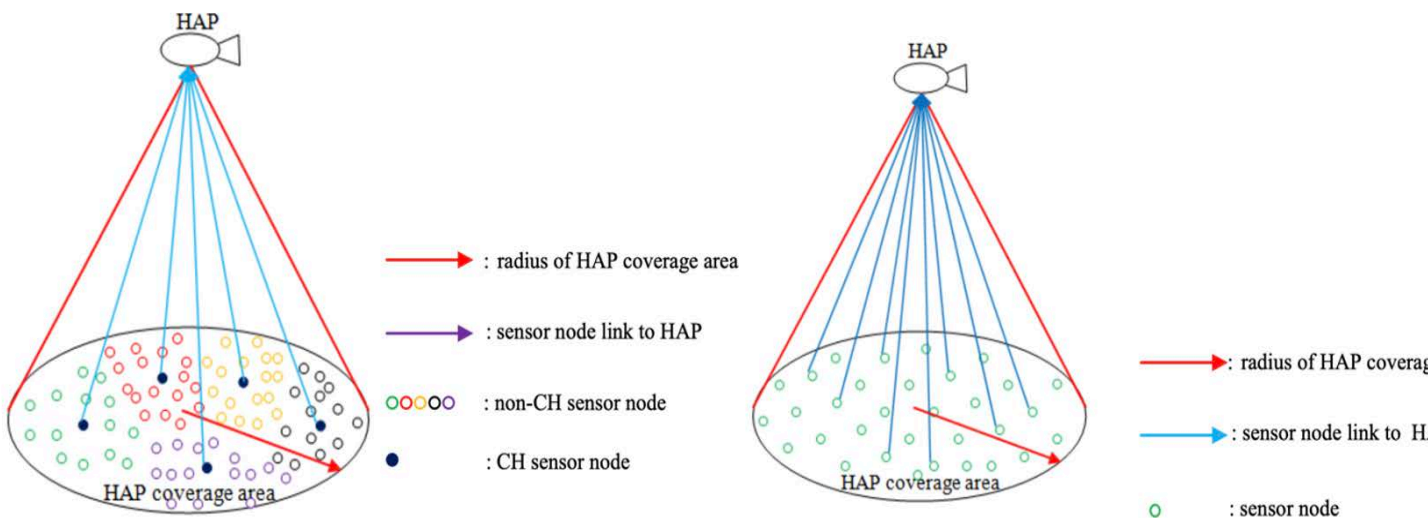 HAP
: radius of HAP coverage area
: sensor node link to HAP
: non-CH sensor node
: CH sensor node
HAP coverage area
HAP
: radius of HAP coverag
: sensor node link to H
: sensor node
HAP coverage area